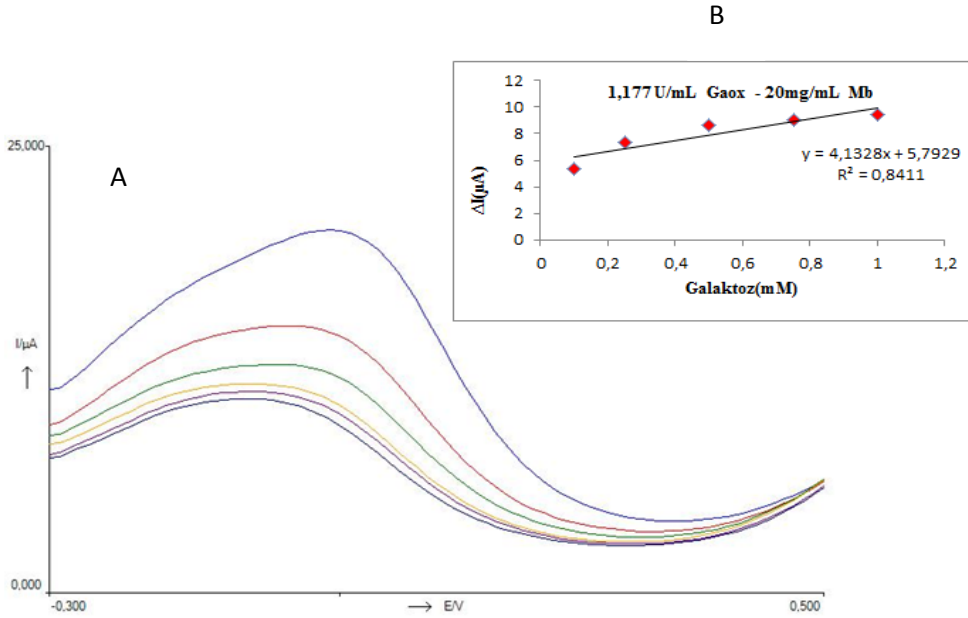 B
12
10
8
6
4
2
0
ΔI(µA)
1,177 U/mL Gaox - 20mg/mL Mb
y = 4,1328x + 5,7929
R² = 0,8411
0 0,2 0,4 0,6 0,8 1 1,2
Galaktoz(mM)
A
25,000
I/µA
0,000
-0,300
E/V
0,500